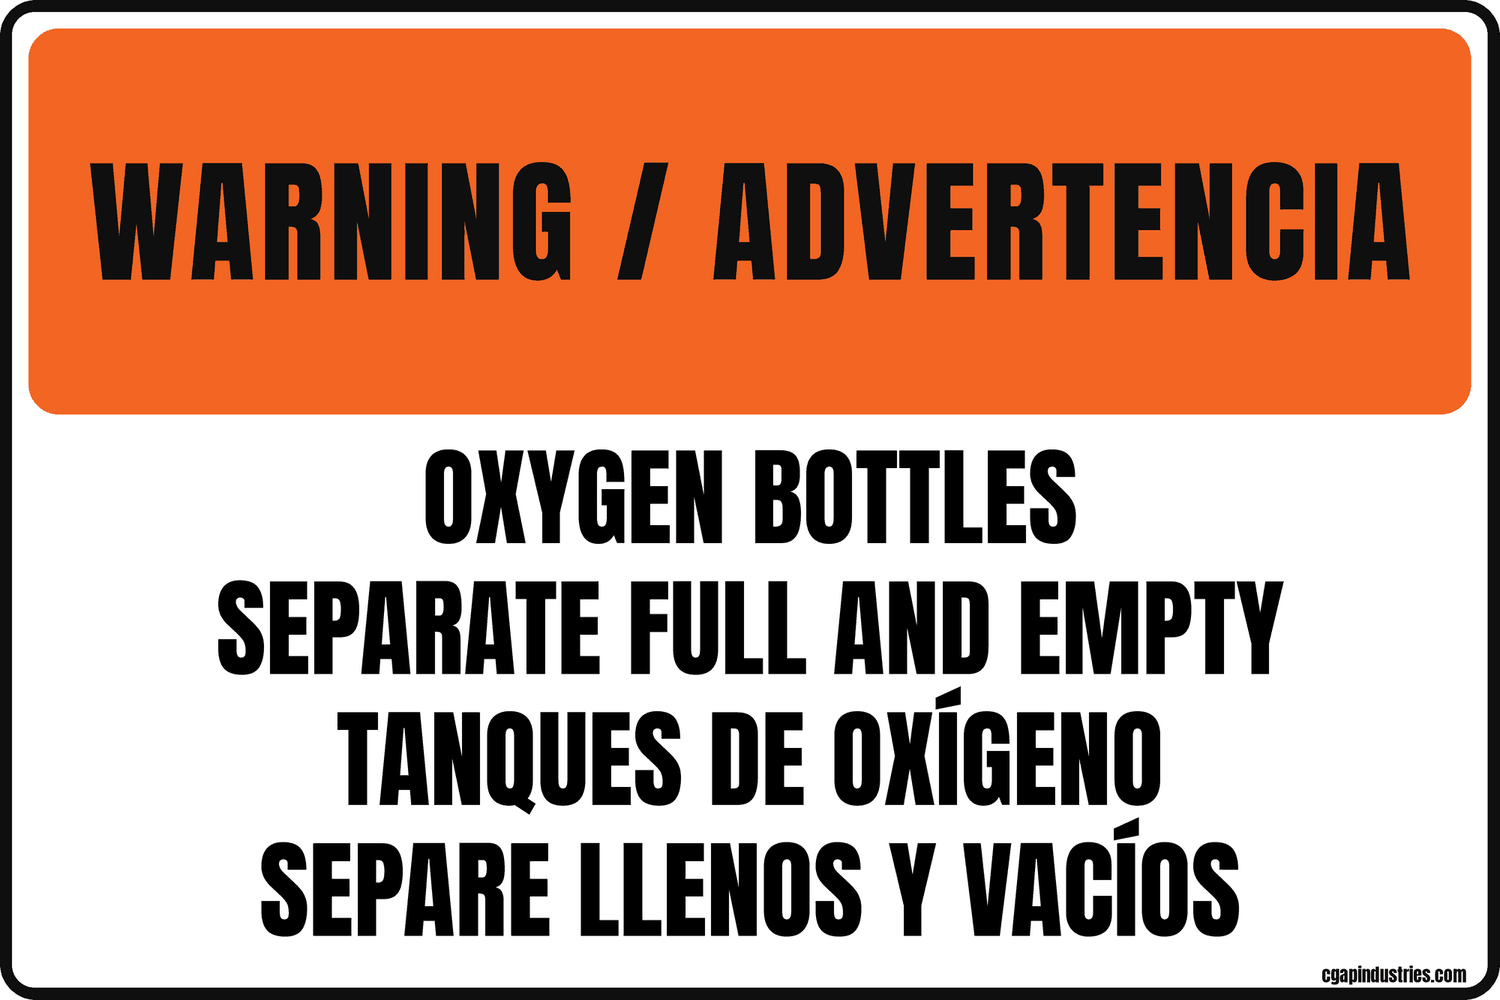 WARNING / ADVERTENCIA
OXYGEN BOTTLES
SEPARATE FULL AND EMPTY
TANQUES DE OXÍGENO
SEPARE LLENOS Y VACÍOS
cgapindustries.com